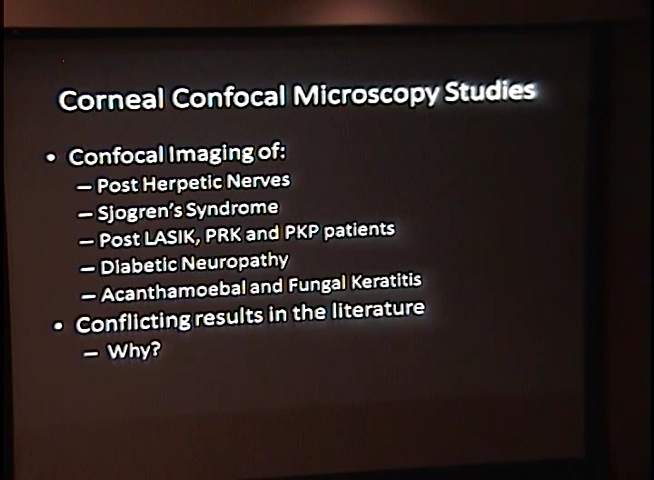 Corneal Confocal Microscopy Studies
• Confocal Imaging of:
– Post Herpetic Nerves
– Sjogren's Syndrome
– Post LASIK, PRK and PKP patients
– Diabetic Neuropathy
– Acanthamoebal and Fungal Keratitis
• Conflicting results in the literature
– Why?